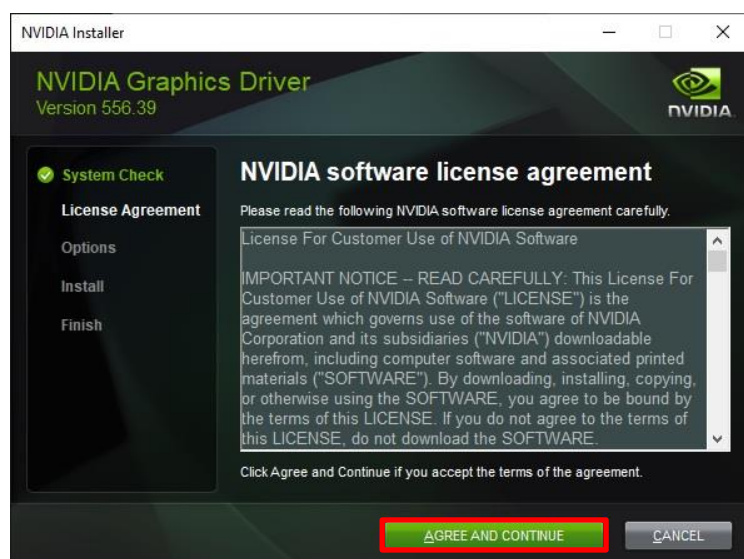 NVIDIA Installer
NVIDIA Graphics Driver
Version 556.39
NVIDIA.
System Check
License Agreement
Options
Install
Finish
NVIDIA software license agreement
Please read the following NVIDIA software license agreement carefully.
License For Customer Use of NVIDIA Software
IMPORTANT NOTICE -- READ CAREFULLY: This License For
Customer Use of NVIDIA Software ("LICENSE") is the
agreement which governs use of the software of NVIDIA
Corporation and its subsidiaries ("NVIDIA") downloadable
herefrom, including computer software and associated printed
materials ("SOFTWARE"). By downloading, installing, copying,
or otherwise using the SOFTWARE, you agree to be bound by
the terms of this LICENSE. If you do not agree to the terms of
this LICENSE, do not download the SOFTWARE.
Click Agree and Continue if you accept the terms of the agreement.
AGREE AND CONTINUE
CANCEL